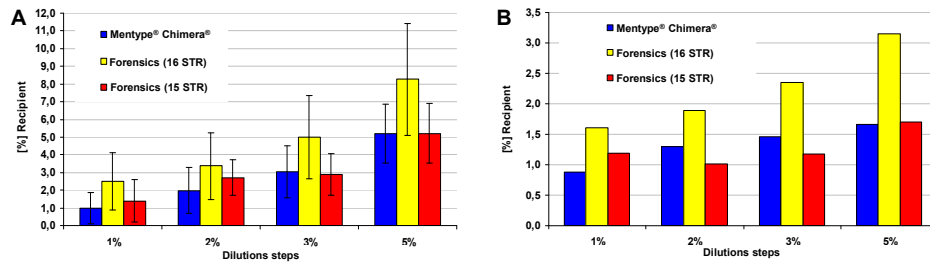 A
[%] Recipient
12,0
11,0
10,0
9,0
8,0
7,0
6,0
5,0
4,0
3,0
2,0
1,0
0,0
Mentype® Chimera®
Forensics (16 STR)
Forensics (15 STR)
1%
2%
3%
5%
Dilutions steps
B
[%] Recipient
3,5
3,0
2,5
2,0
1,5
1,0
0,5
0,0
Mentype® Chimera®
Forensics (16 STR)
Forensics (15 STR)
1%
2%
3%
5%
Dilutions steps